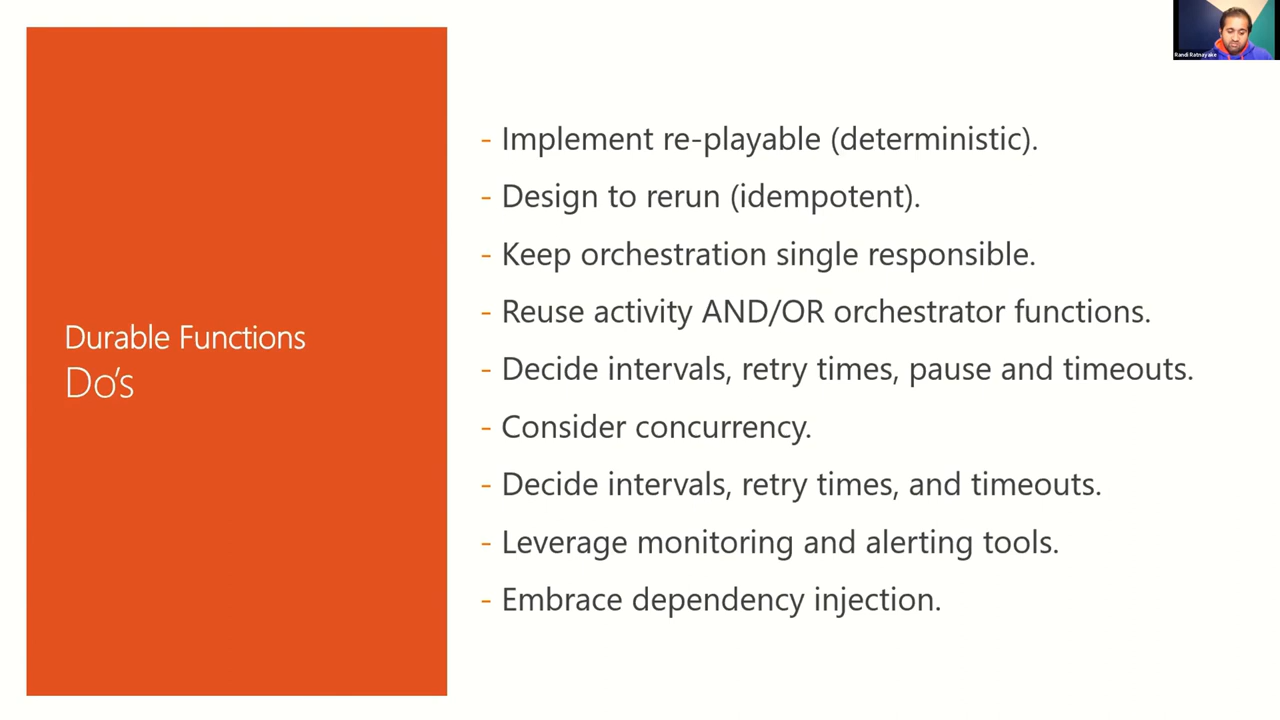 Randi Ratnayake
Durable Functions
Do's
- Implement re-playable (deterministic).
- Design to rerun (idempotent).
- Keep orchestration single responsible.
- Reuse activity AND/OR orchestrator functions.
- Decide intervals, retry times, pause and timeouts.
- Consider concurrency.
- Decide intervals, retry times, and timeouts.
- Leverage monitoring and alerting tools.
- Embrace dependency injection.